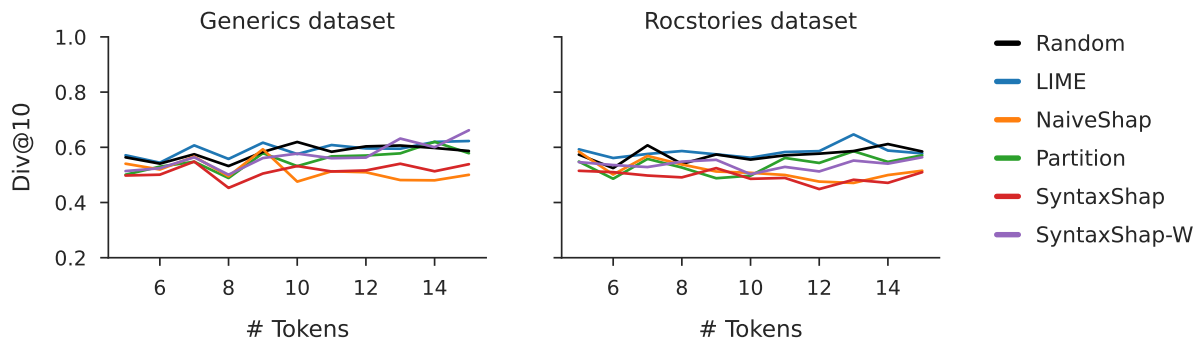 Generics dataset
Rocstories dataset
Div@10
1.0
0.8
0.6
0.4
0.2
6 8 10 12 14
6 8 10 12 14
# Tokens
# Tokens
Random
LIME
NaiveShap
Partition
SyntaxShap
SyntaxShap-W